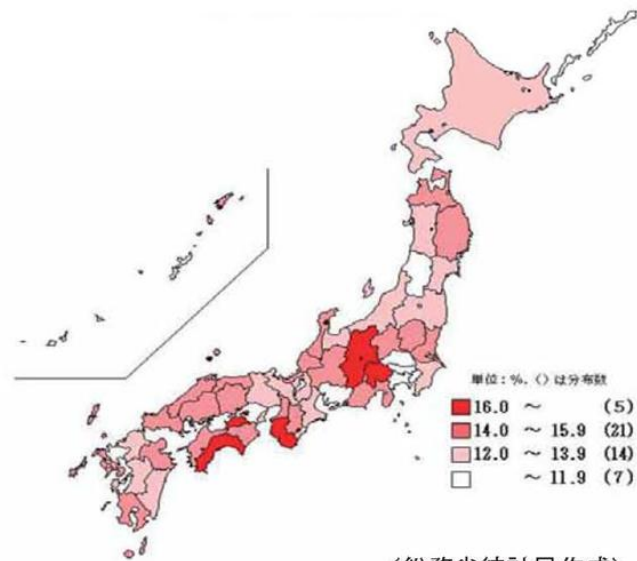 単位：%、()は分布数
16.0 ～ (5)
14.0 ～ 15.9 (21)
12.0 ～ 13.9 (14)
～ 11.9 (7)